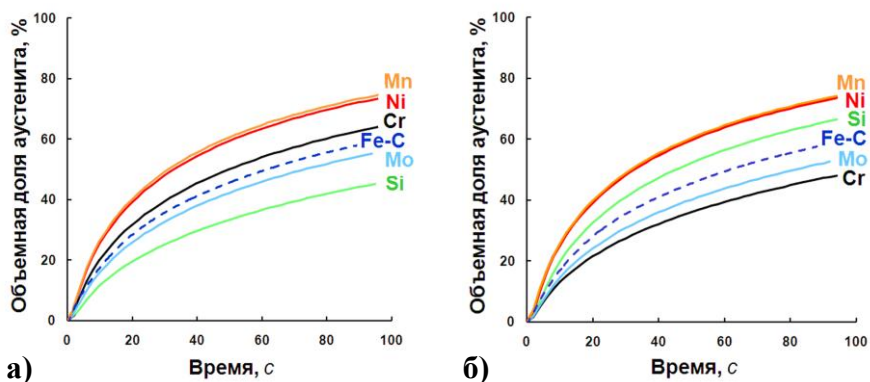 Объемная доля аустенита, %
100
80
60
40
20
0
0 20 40 60 80 100
Время, с
Mn
Ni
Cr
Fe-C
Mo
Si
а)
Объемная доля аустенита, %
100
80
60
40
20
0
0 20 40 60 80 100
Время, с
Mn
Ni
Si
Fe-C
Mo
Cr
б)